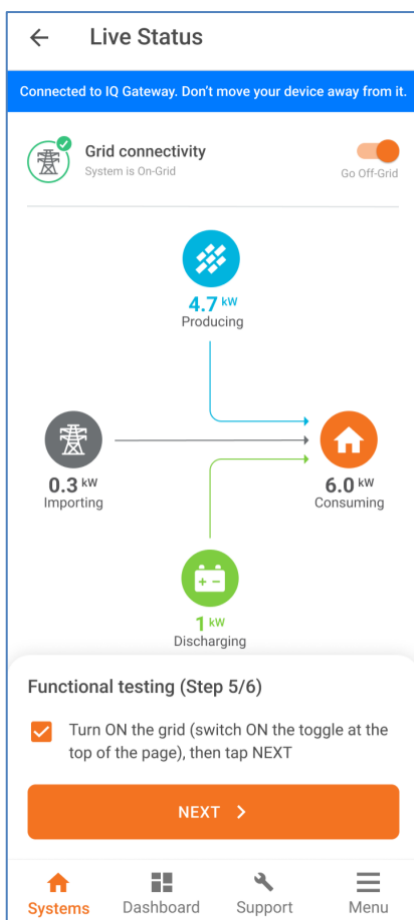 Live Status
Connected to IQ Gateway. Don't move your device away from it.
Grid connectivity
System is On-Grid
Go Off-Grid
4.7 kW
Producing
0.3 kW
Importing
6.0 kW
Consuming
1 kW
Discharging
Functional testing (Step 5/6)
Turn ON the grid (switch ON the toggle at the
top of the page), then tap NEXT
NEXT
Systems
Dashboard
Support
Menu